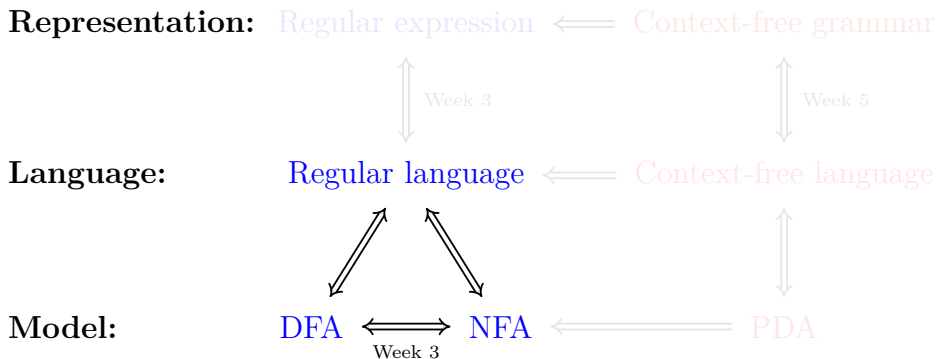 Representation: Regular expression Context-free grammar
Week 3 Week 5
Language: Regular language Context-free language
Model: DFA NFA PDA
Week 3